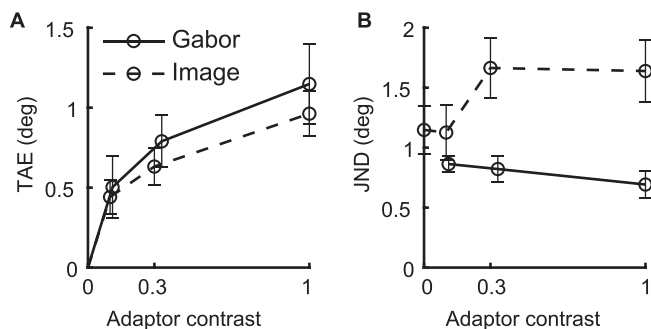 A
1.5
1
0.5
0
TAE (deg)
Gabor
Image
0 0.3 1
Adaptor contrast
B
2
1.5
1
0.5
0
JND (deg)
0 0.3 1
Adaptor contrast